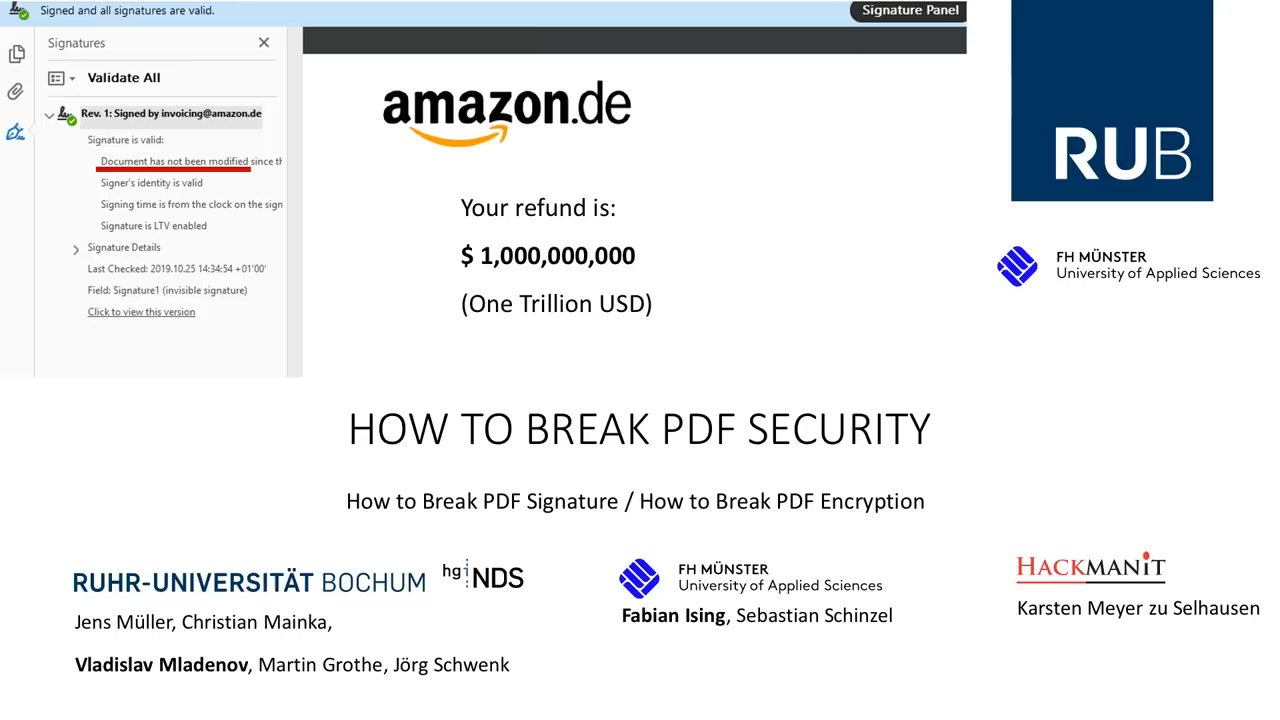 Signed and all signatures are valid.
Signature Panel
Signatures
Validate All
Rev. 1: Signed by invoicing@amazon.de
Signature is valid:
Document has not been modified since th
Signer's identity is valid
Signing time is from the clock on the sign
Signature is LTV enabled
Signature Details
Last Checked: 2019.10.25 14:34:54 +01'00'
Field: Signature1 (invisible signature)
Click to view this version
amazon.de
Your refund is:
$ 1,000,000,000
(One Trillion USD)
RUB
FH MÜNSTER
University of Applied Sciences
HOW TO BREAK PDF SECURITY
How to Break PDF Signature / How to Break PDF Encryption
RUHR-UNIVERSITÄT BOCHUM
hgi NDS
Jens Müller, Christian Mainka,
Vladislav Mladenov, Martin Grothe, Jörg Schwenk
FH MÜNSTER
University of Applied Sciences
Fabian Ising, Sebastian Schinzel
HACKMANIT
Karsten Meyer zu Selhausen